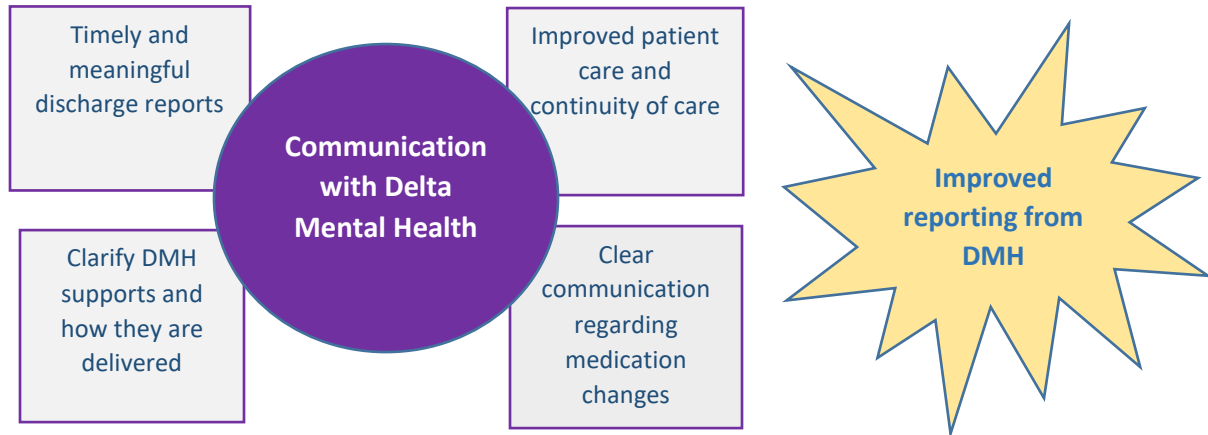 Timely and
meaningful
discharge reports
Improved patient
care and
continuity of care
Communication
with Delta
Mental Health
Clarify DMH
supports and
how they are
delivered
Clear
communication
regarding
medication
changes
Improved
reporting from
DMH